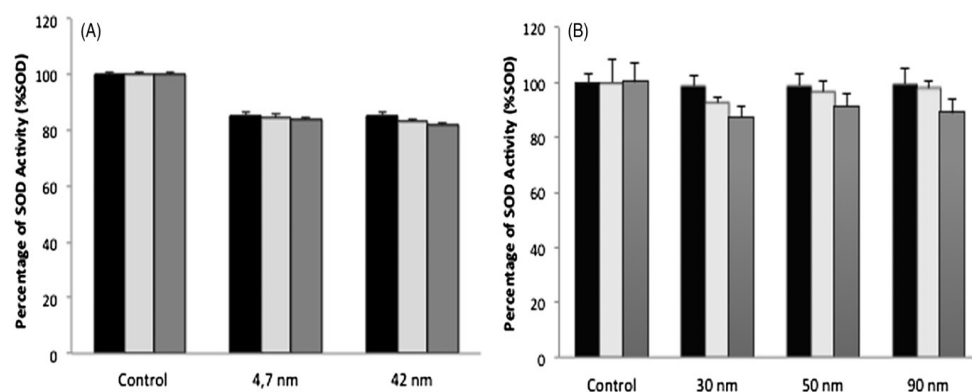 (A)
Percentage of SOD Activity (%SOD)
120
100
80
60
40
20
0
Control 4,7 nm 42 nm
(B)
Percentage of SOD Activity (%SOD)
120
100
80
60
40
20
0
Control 30 nm 50 nm 90 nm